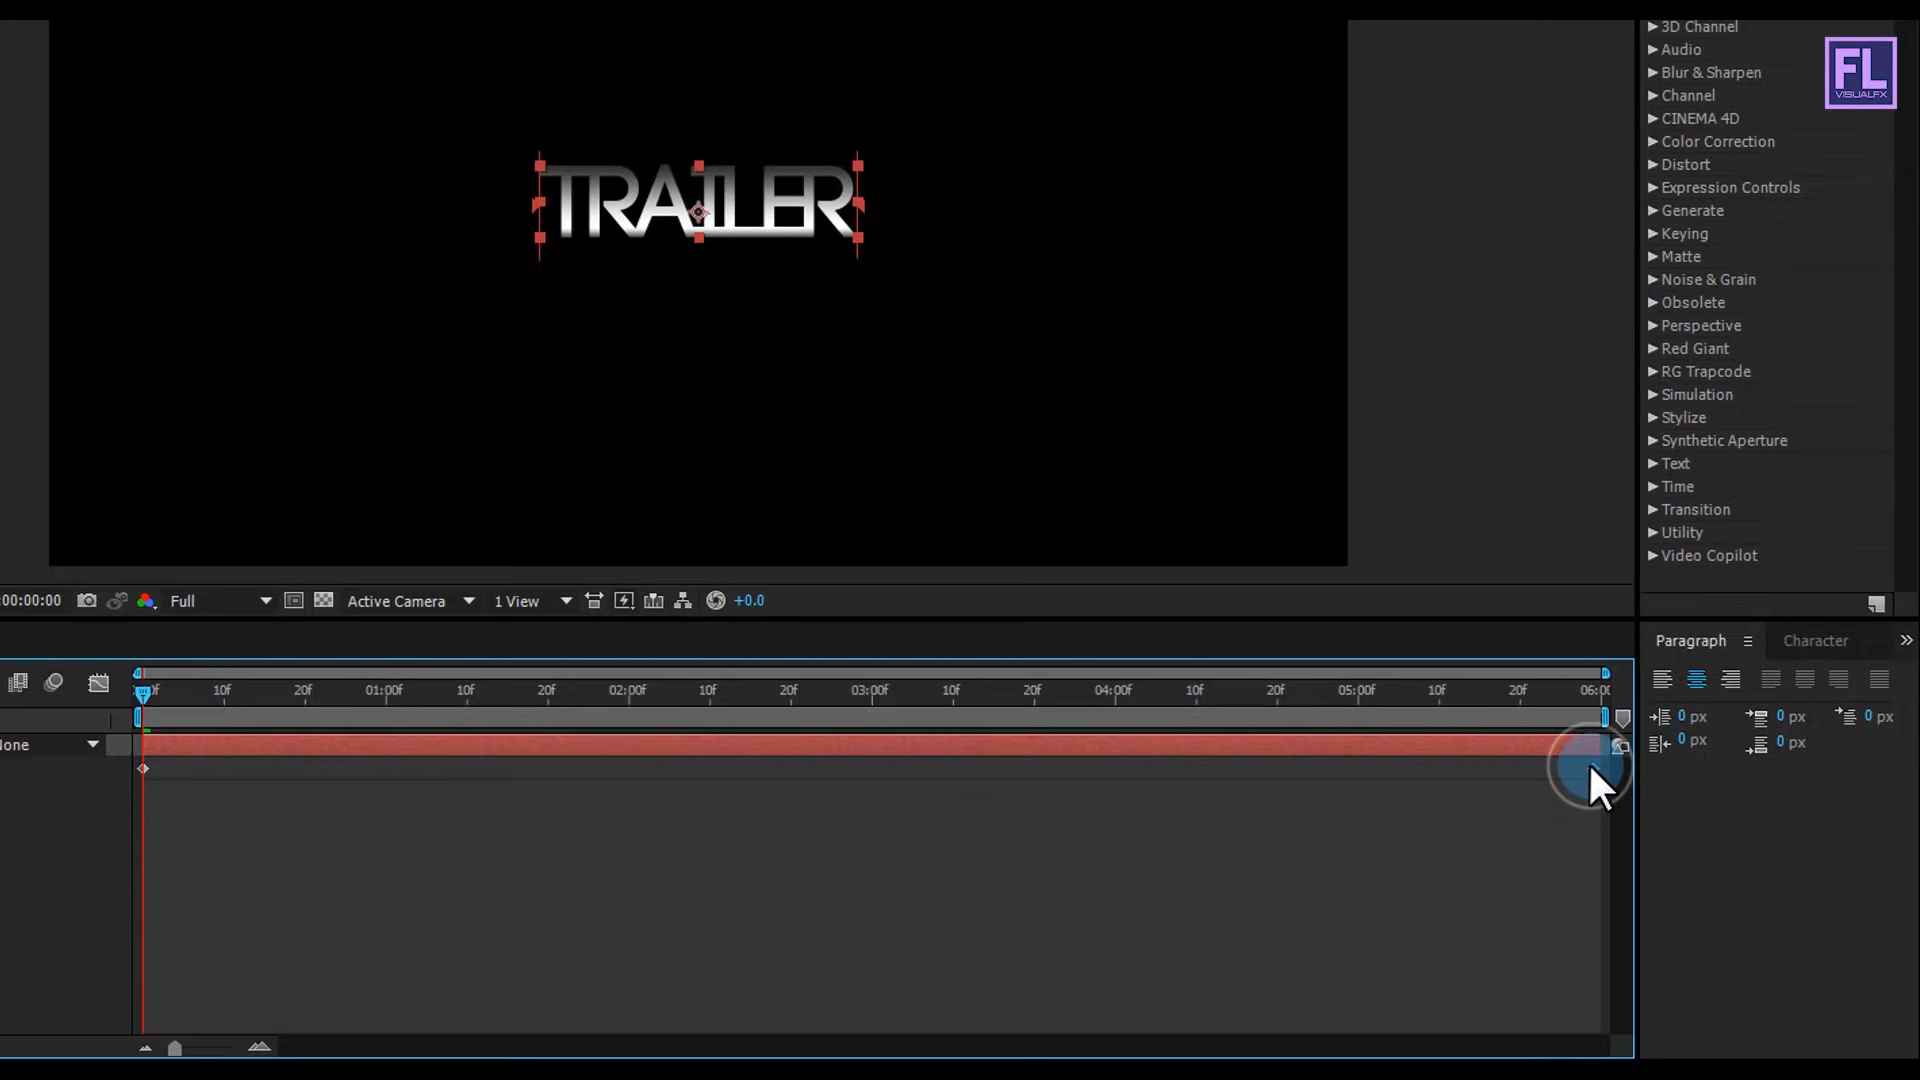 3D Channel
Audio
Blur & Sharpen
Channel
CINEMA 4D
Color Correction
Distort
Expression Controls
Generate
Keying
Matte
Noise & Grain
Obsolete
Perspective
Red Giant
RG Trapcode
Simulation
Stylize
Synthetic Aperture
Text
Time
Transition
Utility
Video Copilot
FL
VISUALFX
TRAILER
00:00:00 Full Active Camera 1 View +0.0
10f 20f 01:00f 10f 20f 02:00f 10f 20f 03:00f 10f 20f 04:00f 10f 20f 05:00f 10f 20f 06:00
None
Paragraph Character
0 px 0 px 0 px
0 px 0 px